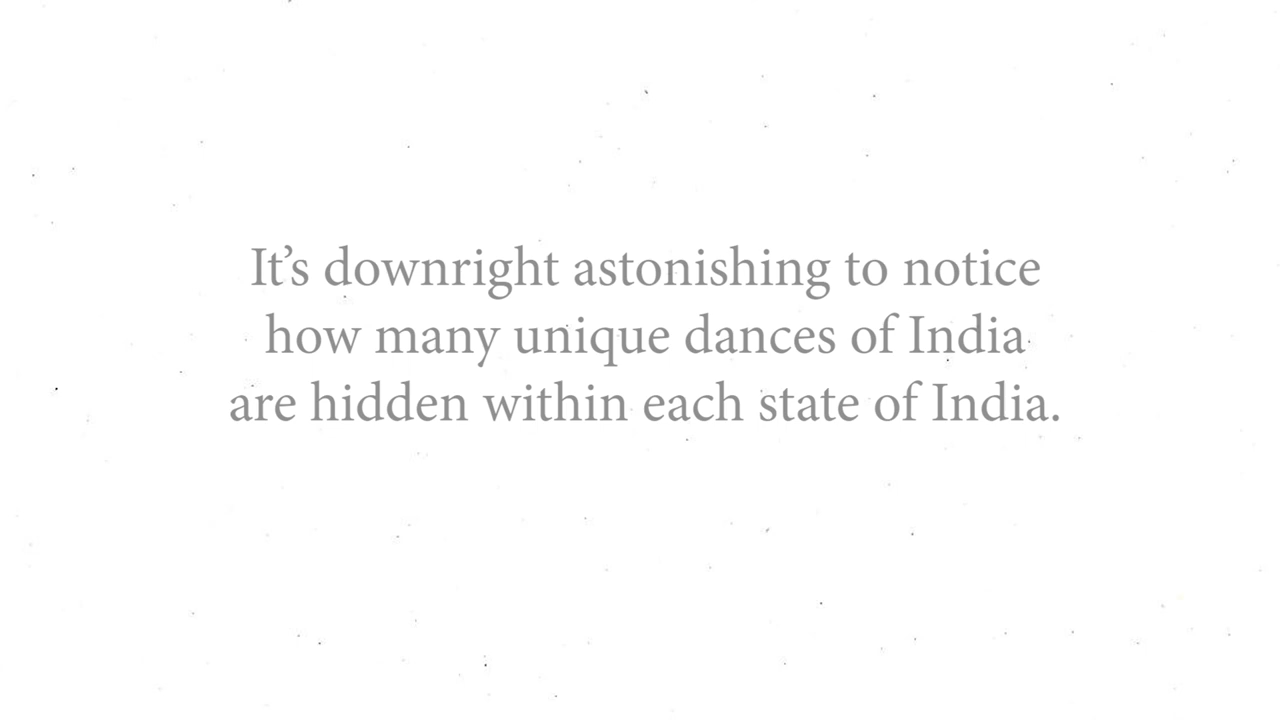 It’s downright astonishing to notice
how many unique dances of India
are hidden within each state of India.